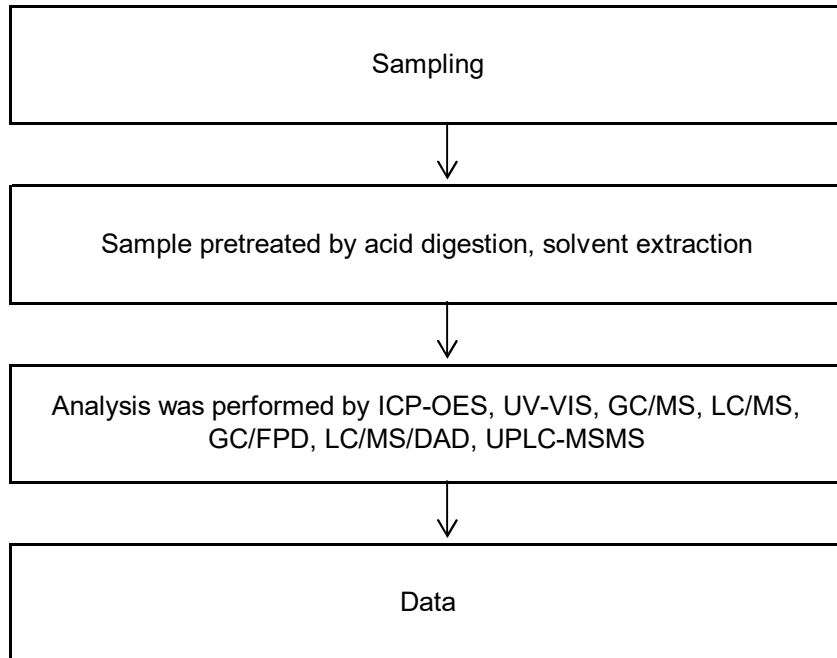 Sampling
Sample pretreated by acid digestion, solvent extraction
Analysis was performed by ICP-OES, UV-VIS, GC/MS, LC/MS,
GC/FPD, LC/MS/DAD, UPLC-MSMS
Data